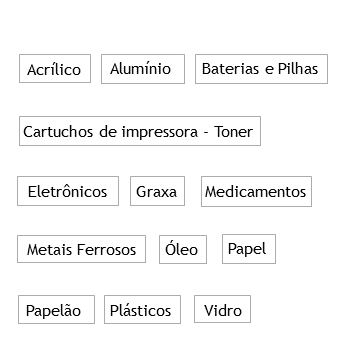 Acrílico Alumínio Baterias e Pilhas
Cartuchos de impressora - Toner
Eletrônicos Graxa Medicamentos
Metais Ferrosos Óleo Papel
Papelão Plásticos Vidro